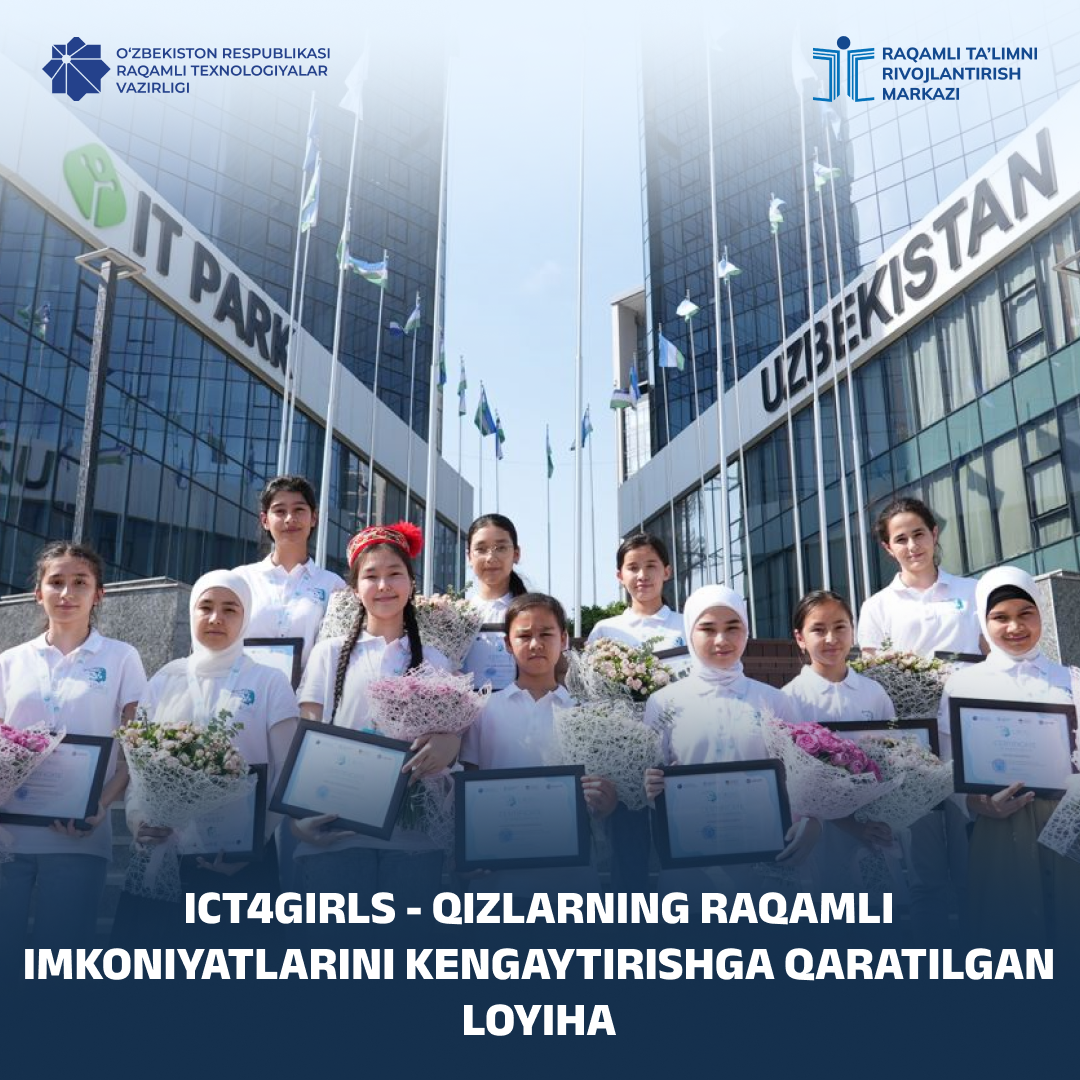 O‘ZBEKISTON RESPUBLIKASI
RAQAMLI TEXNOLOGIYALAR
VAZIRLIGI
RAQAMLI TA’LIMNI
RIVOJLANTIRISH
MARKAZI
IT PARK
UZBEKISTAN
ICT4GIRLS - QIZLARNING RAQAMLI
IMKONIYATLARINI KENGAYTIRISHGA QARATILGAN
LOYIHA